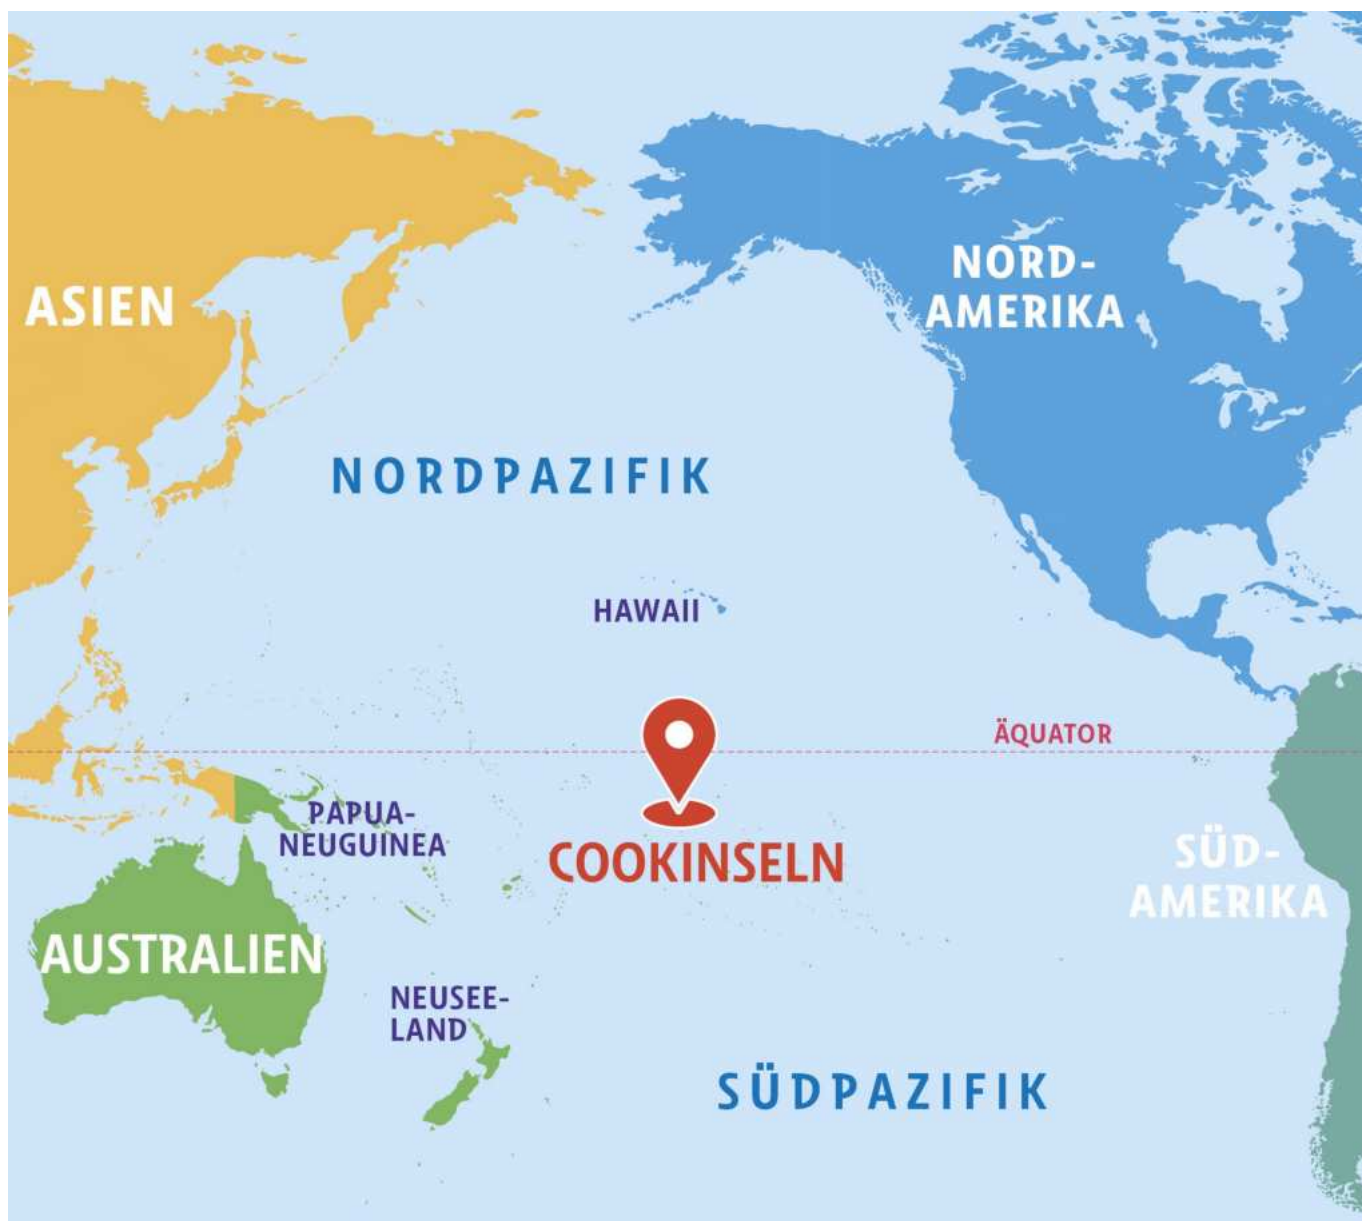 NORD-
AMERIKA
ASIEN
NORDPAZIFIK
HAWAII
ÄQUATOR
PAPUA-
NEUGUINEA
COOKINSELN
SÜD-
AMERIKA
AUSTRALIEN
NEUSEE-
LAND
SÜDPAZIFIK